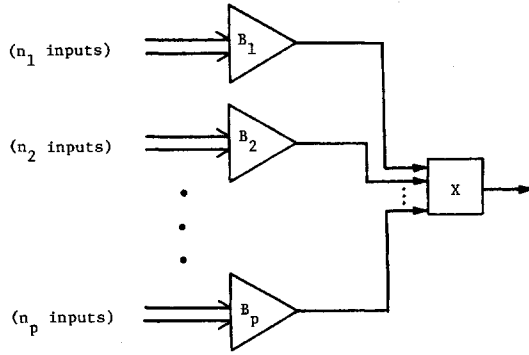 (n₁ inputs)
B₁
(n₂ inputs)
B₂
X
(nₚ inputs)
Bₚ